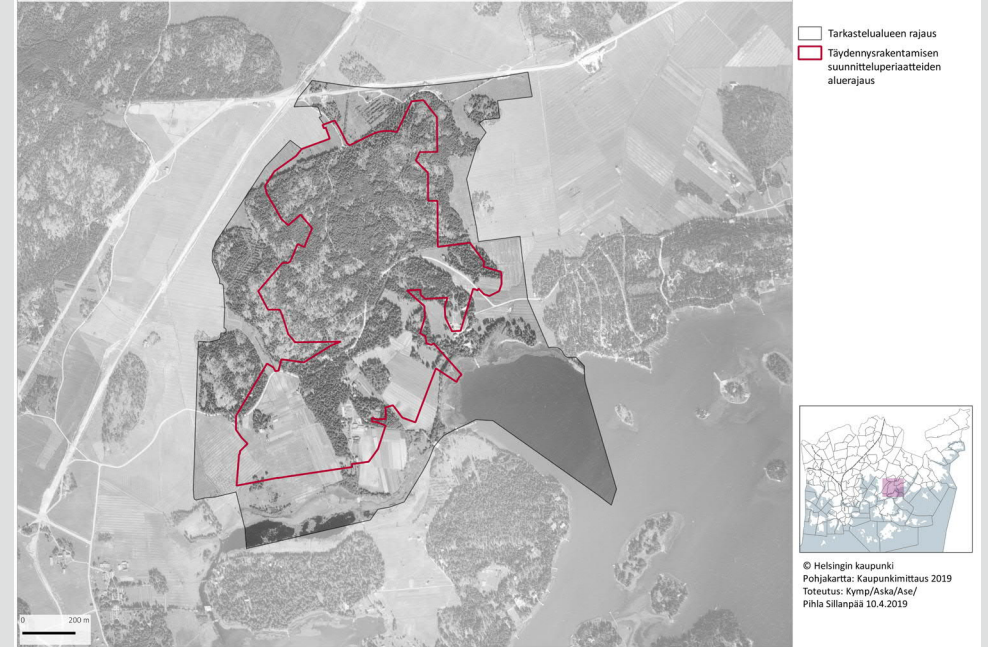 Tarkastelualueen rajaus
Täydennysrakentamisen
suunnitteluperiaatteiden
aluerajaus
© Helsingin kaupunki
Pohjakartta: Kaupunkimittaus 2019
Toteutus: Kymp/Aska/Ase/
Pihla Sillanpää 10.4.2019
0 200 m